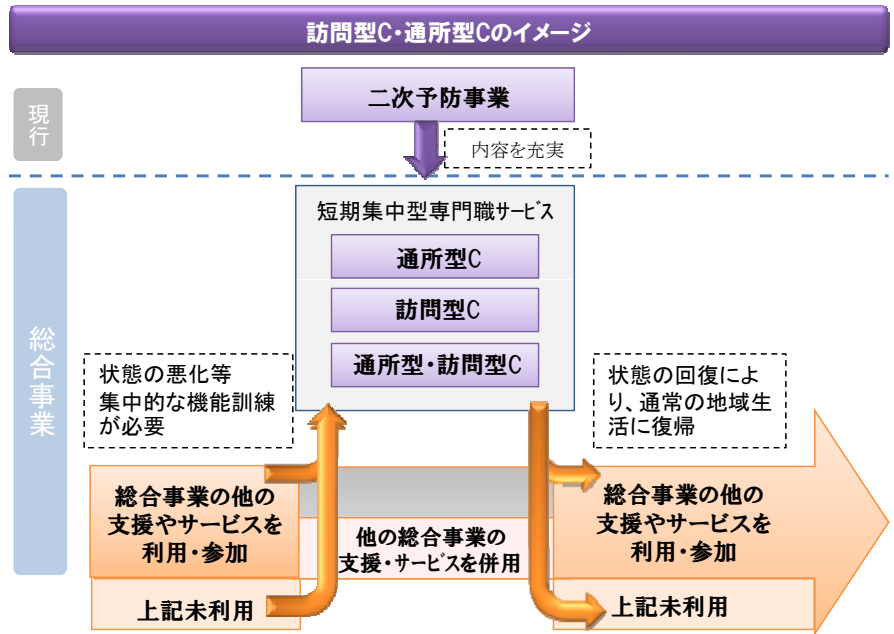 訪問型C・通所型Cのイメージ
現行
二次予防事業
内容を充実
総合事業
短期集中型専門職サービス
通所型C
訪問型C
通所型・訪問型C
状態の悪化等
集中的な機能訓練
が必要
状態の回復によ
り、通常の地域生
活に復帰
総合事業の他の
支援やサービスを
利用・参加
他の総合事業の
支援・サービスを併用
総合事業の他の
支援やサービスを
利用・参加
上記未利用
上記未利用